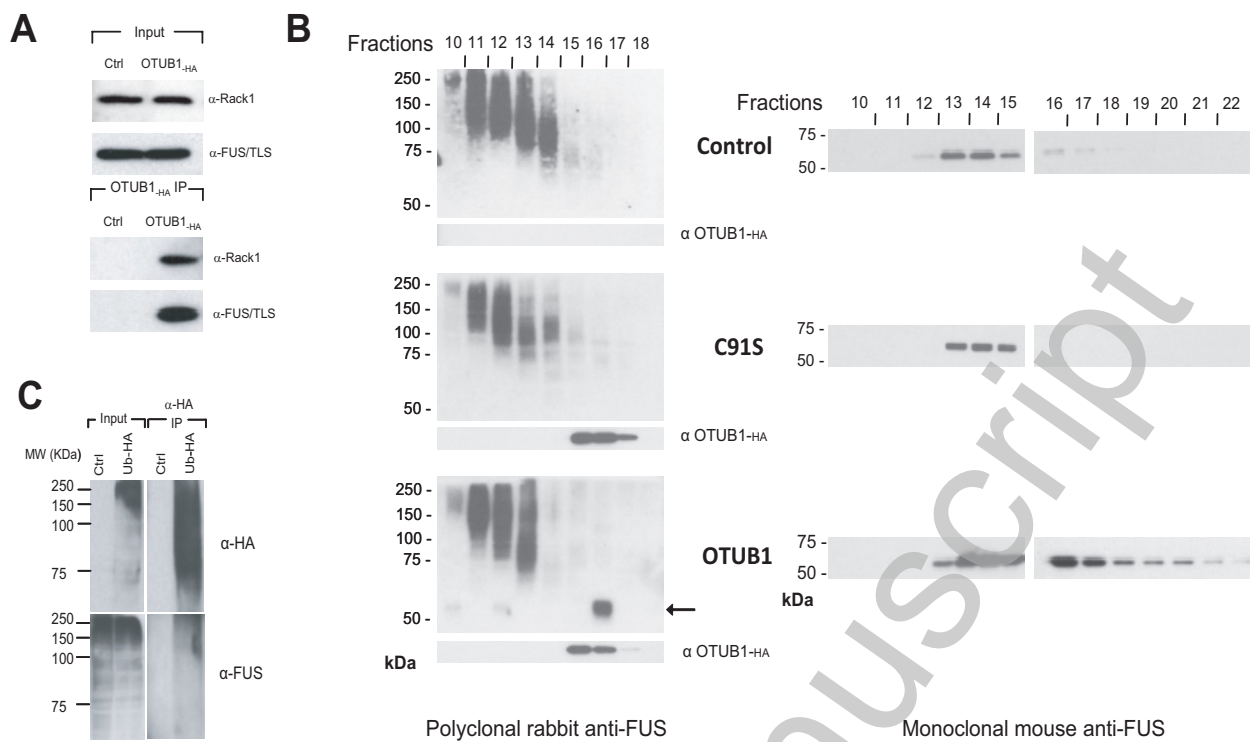 A
Input
Ctrl OTUB1-HA
α-Rack1
α-FUS/TLS
OTUB1-HA IP
Ctrl OTUB1-HA
α-Rack1
α-FUS/TLS
B
Fractions 10 11 12 13 14 15 16 17 18
250 -
150 -
100 -
75 -
50 -
α OTUB1-HA
250 -
150 -
100 -
75 -
50 -
α OTUB1-HA
250 -
150 -
100 -
75 -
50 -
kDa
α OTUB1-HA
Polyclonal rabbit anti-FUS
Fractions 10 11 12 13 14 15 16 17 18 19 20 21 22
Control
75 -
50 -
C91S
75 -
50 -
OTUB1
75 -
50 -
kDa
Monoclonal mouse anti-FUS
C
Input
α-HA
IP
MW (KDa)
Ctrl
Ub-HA
Ctrl
Ub-HA
250
150
100
75
α-HA
250
150
100
75
α-FUS
nuscript